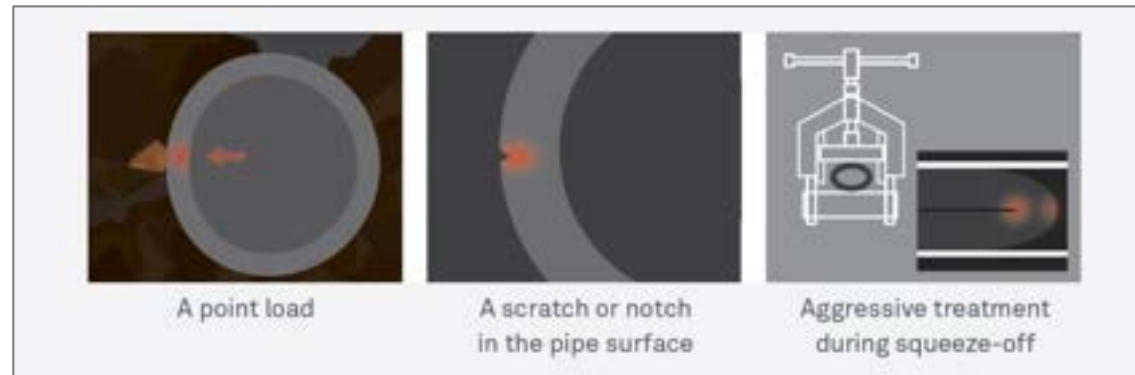 A point load
A scratch or notch
in the pipe surface
Aggressive treatment
during squeeze-off